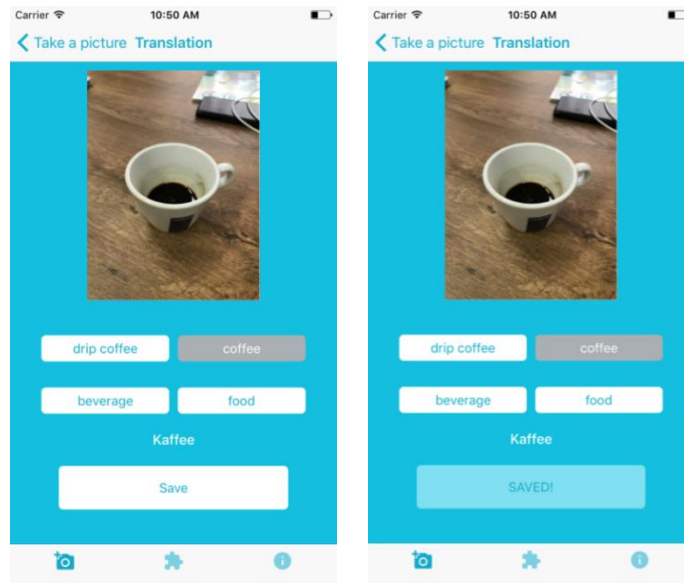 Carrier 10:50 AM
Take a picture Translation
drip coffee coffee
beverage food
Kaffee
Save
Carrier 10:50 AM
Take a picture Translation
drip coffee coffee
beverage food
Kaffee
SAVED!